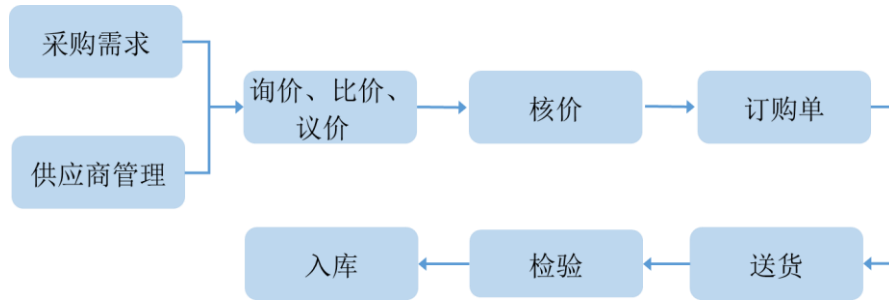 采购需求
供应商管理
询价、比价、
议价
核价
订购单
送货
检验
入库